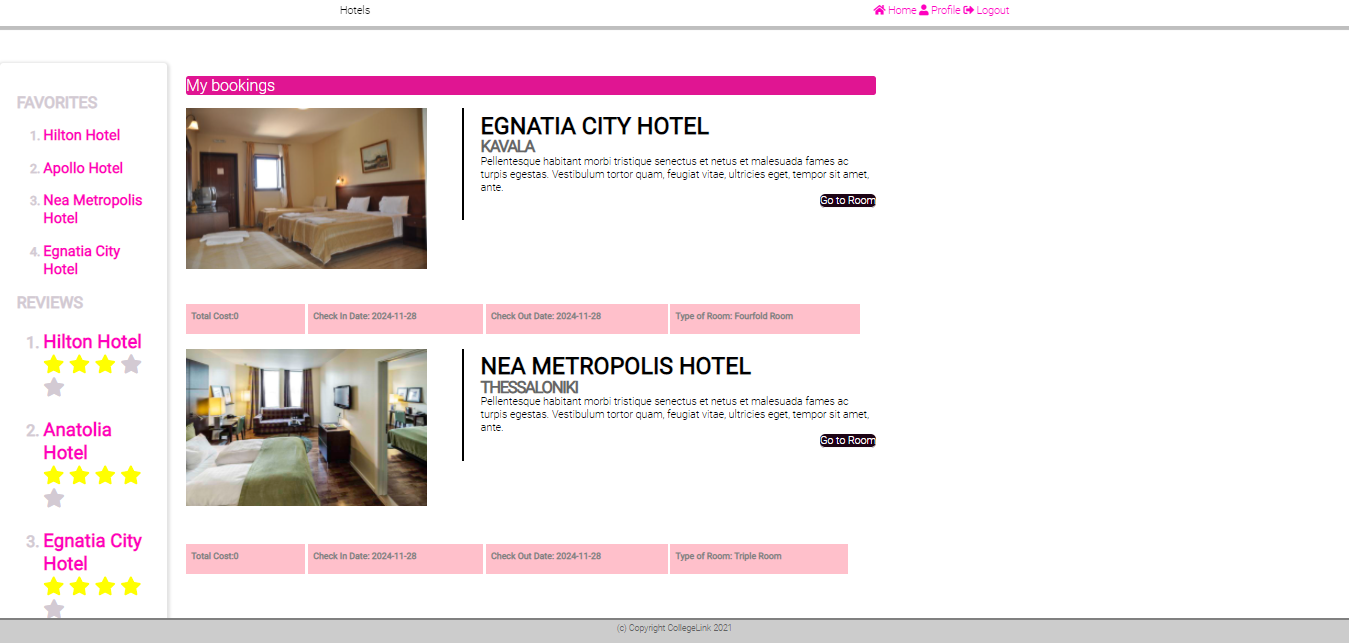 Hotels
Home Profile Logout
FAVORITES
1. Hilton Hotel
2. Apollo Hotel
3. Nea Metropolis
Hotel
4. Egnatia City
Hotel
REVIEWS
1. Hilton Hotel
2. Anatolia
Hotel
3. Egnatia City
Hotel
My bookings
EGNATIA CITY HOTEL
KAVALA
Pellentesque habitant morbi tristique senectus et netus et malesuada fames ac
turpis egestas. Vestibulum tortor quam, feugiat vitae, ultricies eget, tempor sit amet,
ante.
Go to Room
Total Cost:0
Check In Date: 2024-11-28
Check Out Date: 2024-11-28
Type of Room: Fourfold Room
NEA METROPOLIS HOTEL
THESSALONIKI
Pellentesque habitant morbi tristique senectus et netus et malesuada fames ac
turpis egestas. Vestibulum tortor quam, feugiat vitae, ultricies eget, tempor sit amet,
ante.
Go to Room
Total Cost:0
Check In Date: 2024-11-28
Check Out Date: 2024-11-28
Type of Room: Triple Room
(c) Copyright CollegeLink 2021